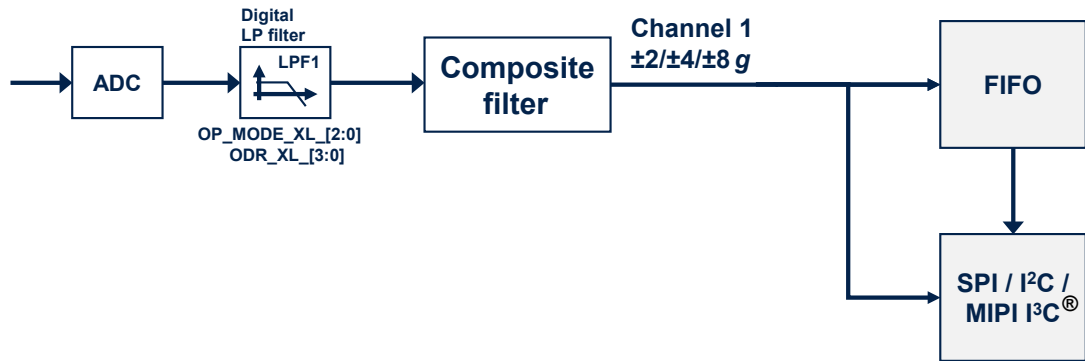 Digital
LP filter
ADC
LPF1
OP_MODE_XL_[2:0]
ODR_XL_[3:0]
Composite
filter
Channel 1
±2/±4/±8 g
FIFO
SPI / I²C /
MIPI I³C®